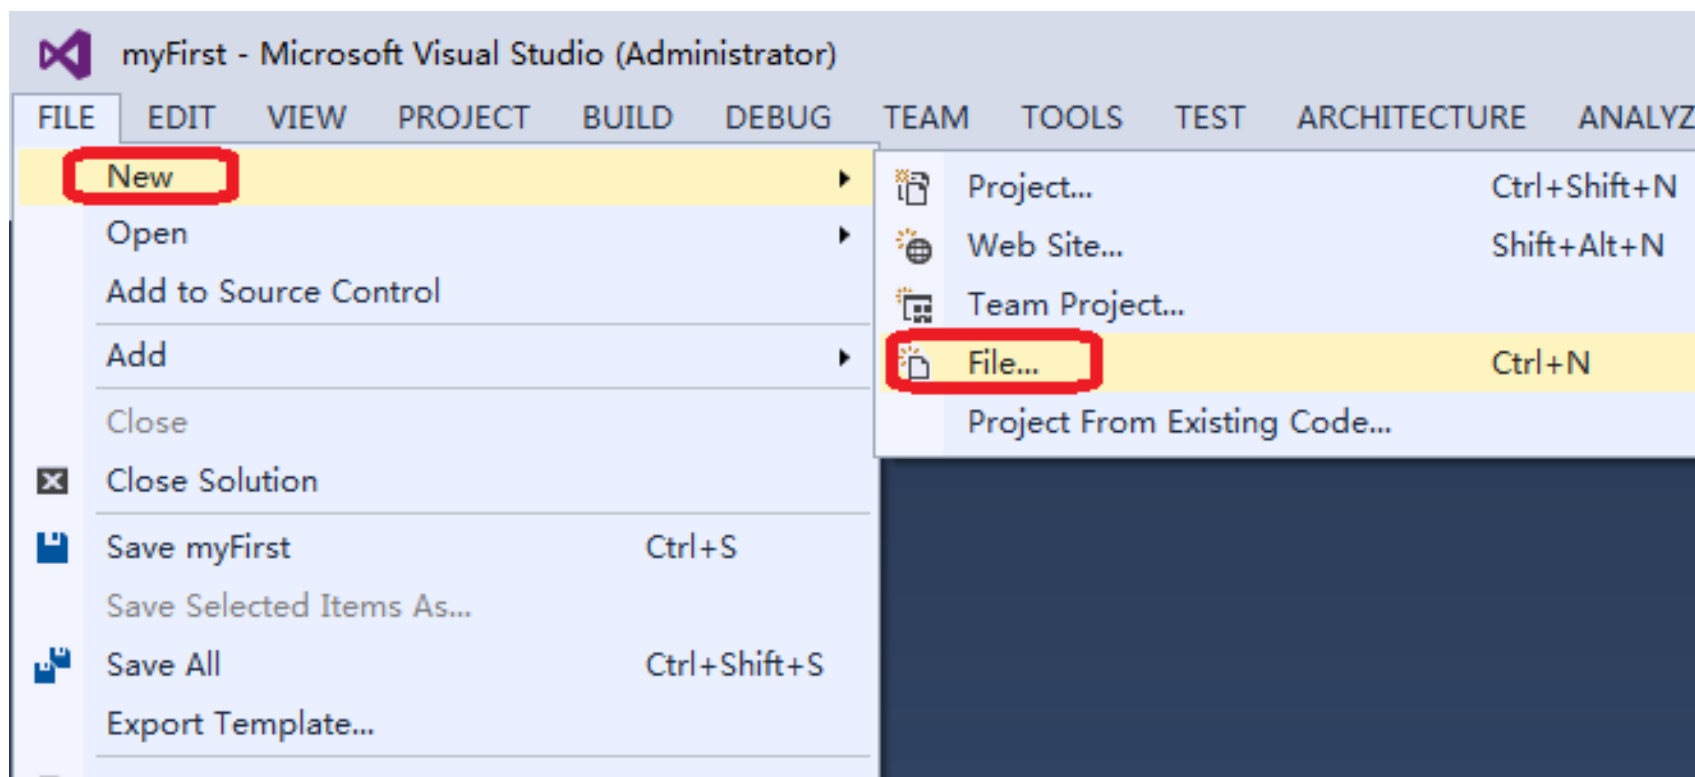 myFirst - Microsoft Visual Studio (Administrator)
FILE EDIT VIEW PROJECT BUILD DEBUG TEAM TOOLS TEST ARCHITECTURE ANALYZ
New
Open
Add to Source Control
Add
Close
Close Solution
Save myFirst Ctrl+S
Save Selected Items As...
Save All Ctrl+Shift+S
Export Template...
Project... Ctrl+Shift+N
Web Site... Shift+Alt+N
Team Project...
File... Ctrl+N
Project From Existing Code...